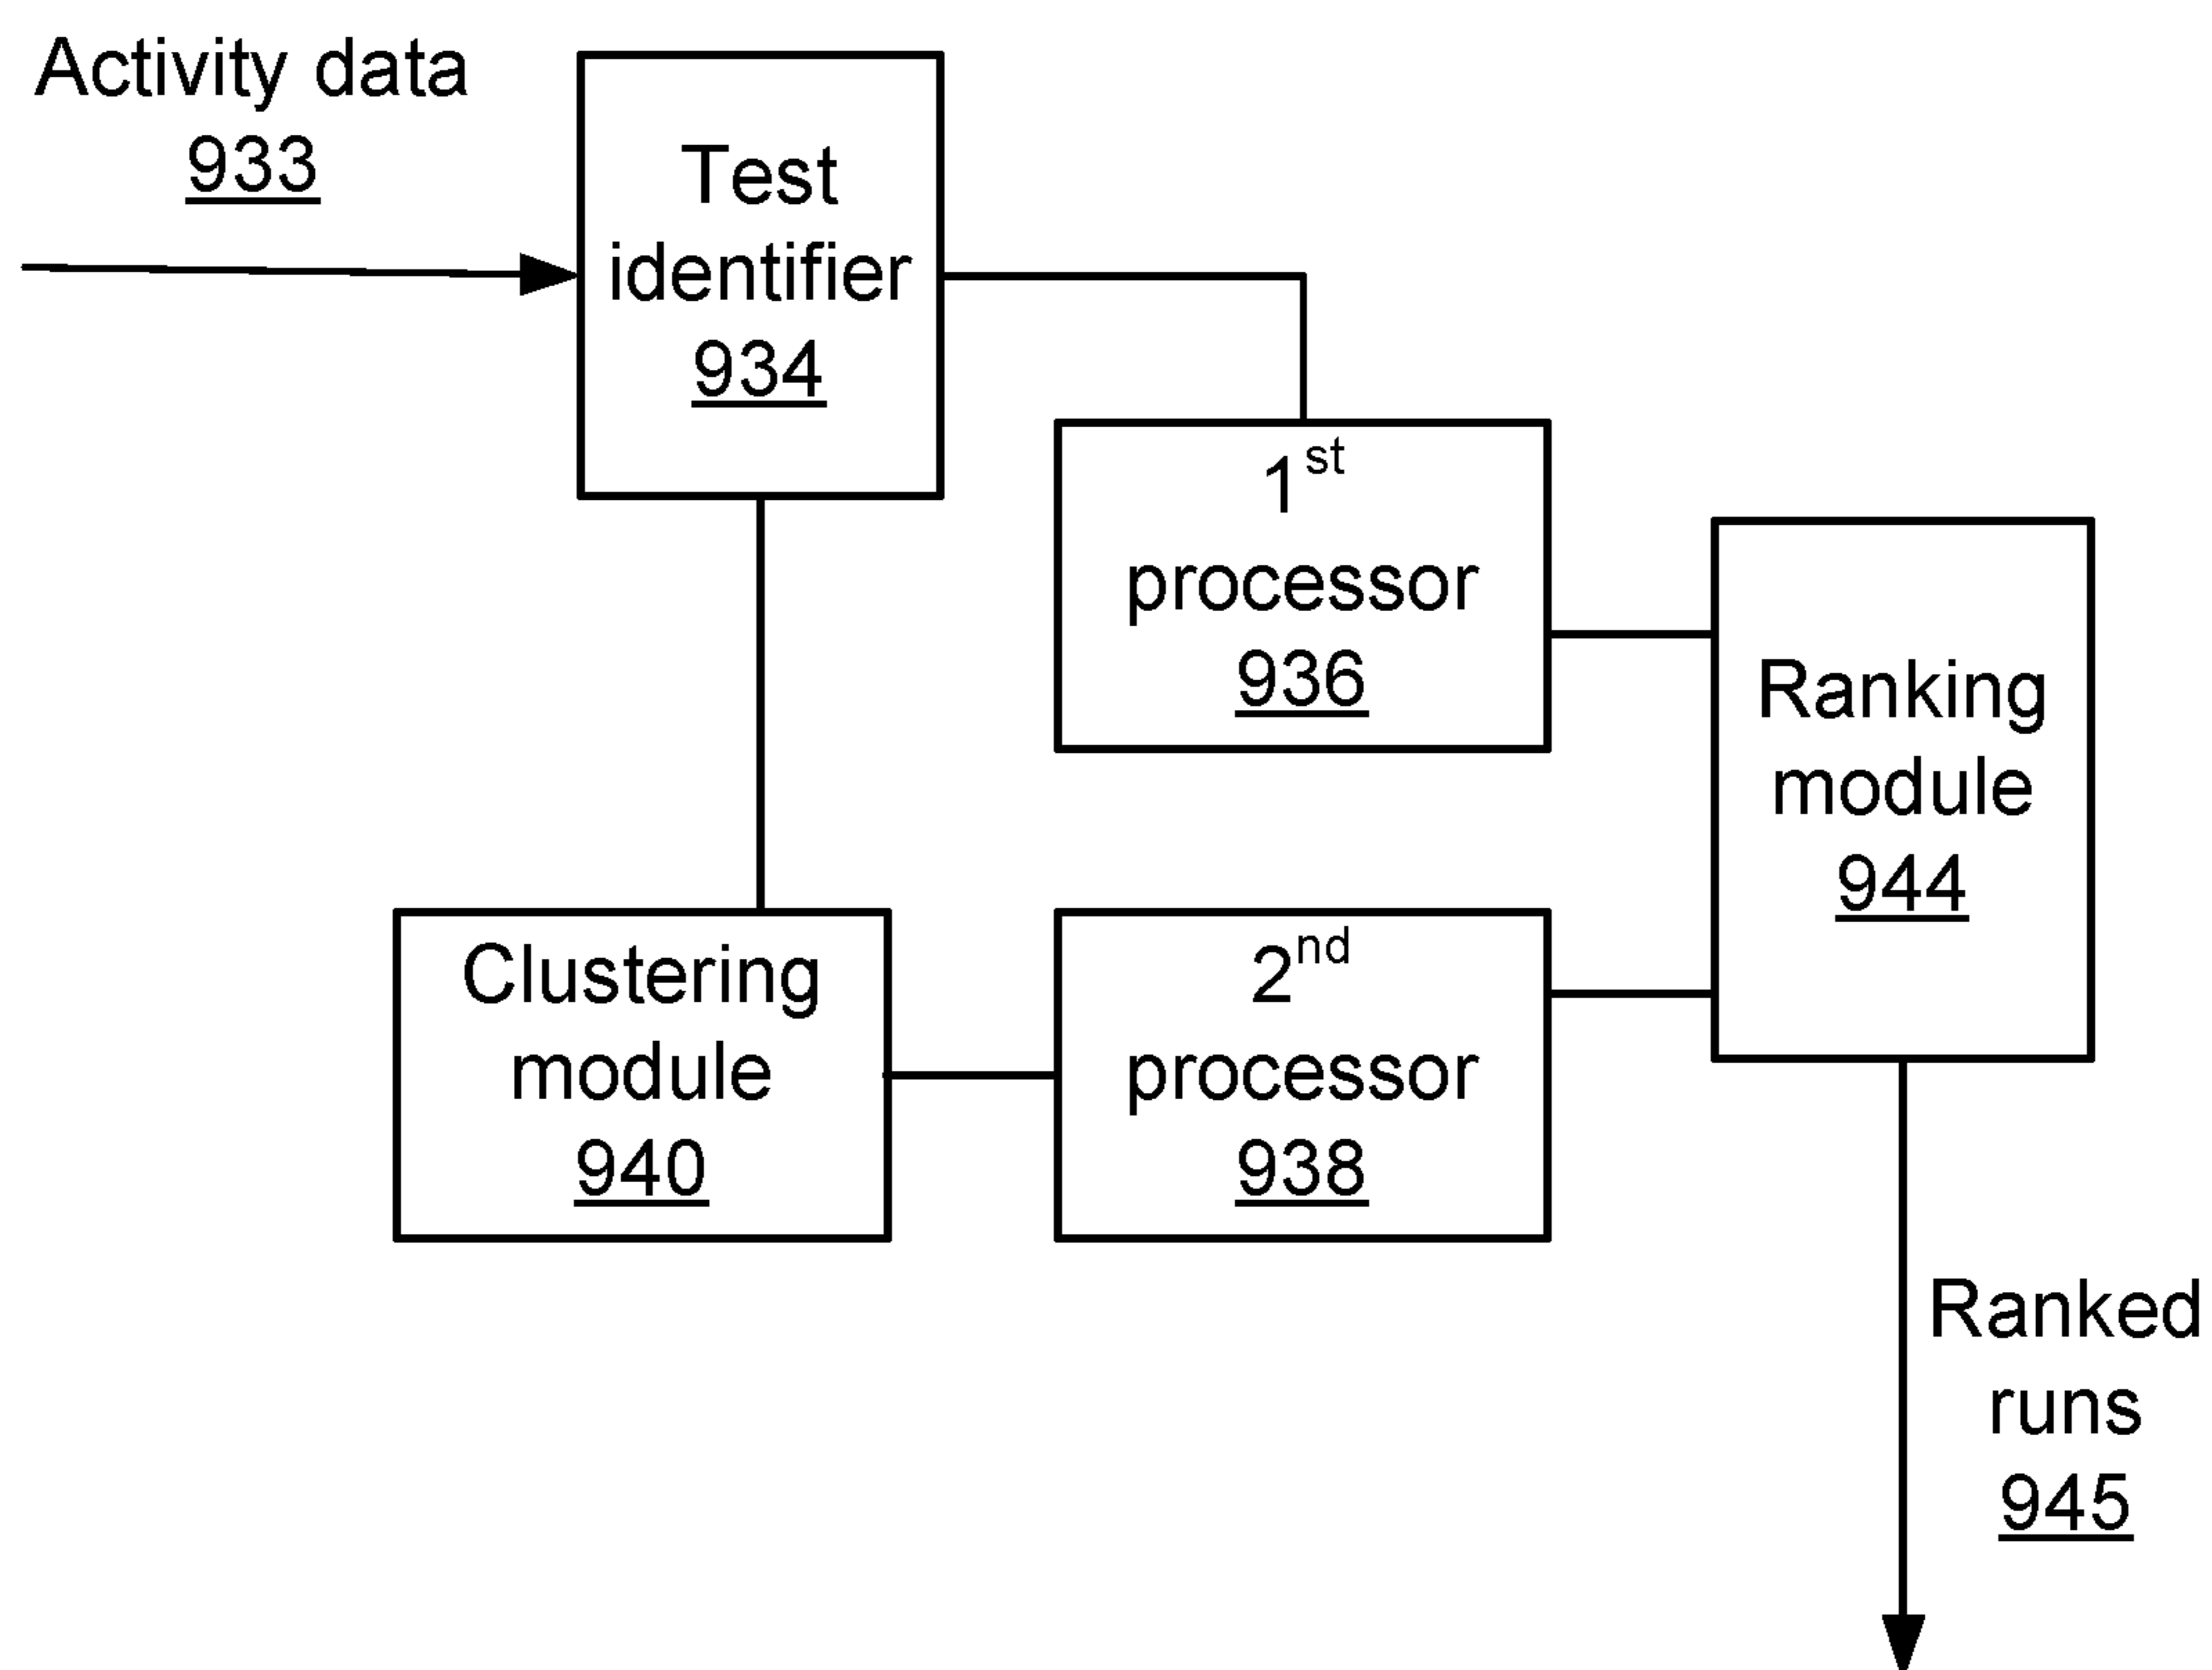 Activity data
933
Test
identifier
934
1st
processor
936
Ranking
module
944
Clustering
module
940
2nd
processor
938
Ranked
runs
945